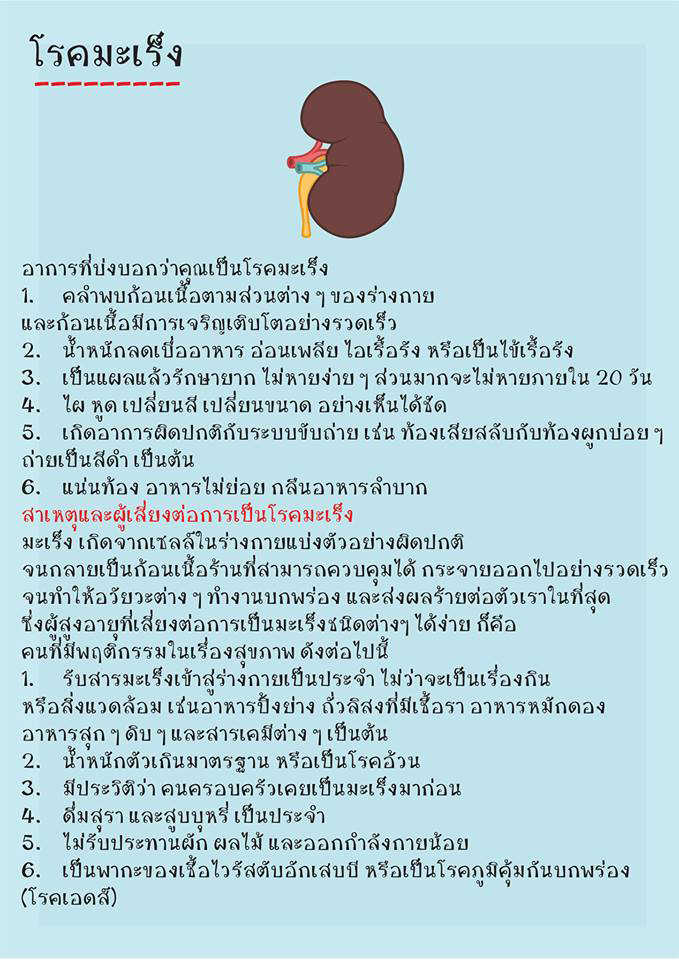 โรคมะเร็ง
อาการที่บ่งบอกว่าคุณเป็นโรคมะเร็ง
1. คลำพบก้อนเนื้อตามส่วนต่าง ๆ ของร่างกาย
และก้อนเนื้อมีการเจริญเติบโตอย่างรวดเร็ว
2. น้ำหนักลดเบื่ออาหาร อ่อนเพลีย ไอเรื้อรัง หรือเป็นไข้เรื้อรัง
3. เป็นแผลแล้วรักษายาก ไม่หายง่าย ๆ ส่วนมากจะไม่หายภายใน 20 วัน
4. ไผ หูด เปลี่ยนสี เปลี่ยนขนาด อย่างเห็นได้ชัด
5. เกิดอาการผิดปกติกับระบบขับถ่าย เช่น ท้องเสียสลับกับท้องผูกบ่อย ๆ
ถ่ายเป็นสีดำ เป็นต้น
6. แน่นท้อง อาหารไม่ย่อย กลืนอาหารลำบาก
สาเหตุและผู้เสี่ยงต่อการเป็นโรคมะเร็ง
มะเร็ง เกิดจากเซลล์ในร่างกายแบ่งตัวอย่างผิดปกติ
จนกลายเป็นก้อนเนื้อร้านที่สามารถควบคุมได้ กระจายออกไปอย่างรวดเร็ว
จนทำให้อวัยวะต่าง ๆ ทำงานบกพร่อง และส่งผลร้ายต่อตัวเราในที่สุด
ซึ่งผู้สูงอายุที่เสี่ยงต่อการเป็นมะเร็งชนิดต่างๆ ได้ง่าย ก็คือ
คนที่มีพฤติกรรมในเรื่องสุขภาพ ดังต่อไปนี้
1. รับสารมะเร็งเข้าสู่ร่างกายเป็นประจำ ไม่ว่าจะเป็นเรื่องกิน
หรือสิ่งแวดล้อม เช่นอาหารปิ้งย่าง ถั่วลิสงที่มีเชื้อรา อาหารหมักดอง
อาหารสุก ๆ ดิบ ๆ และสารเคมีต่าง ๆ เป็นต้น
2. น้ำหนักตัวเกินมาตรฐาน หรือเป็นโรคอ้วน
3. มีประวิติว่า คนครอบครัวเคยเป็นมะเร็งมาก่อน
4. ดื่มสุรา และสูบบุหรี่ เป็นประจำ
5. ไม่รับประทานผัก ผลไม้ และออกกำลังกายน้อย
6. เป็นพาหะของเชื้อไวรัสตับอักเสบบี หรือเป็นโรคภูมิคุ้มกันบกพร่อง
(โรคเอดส์)